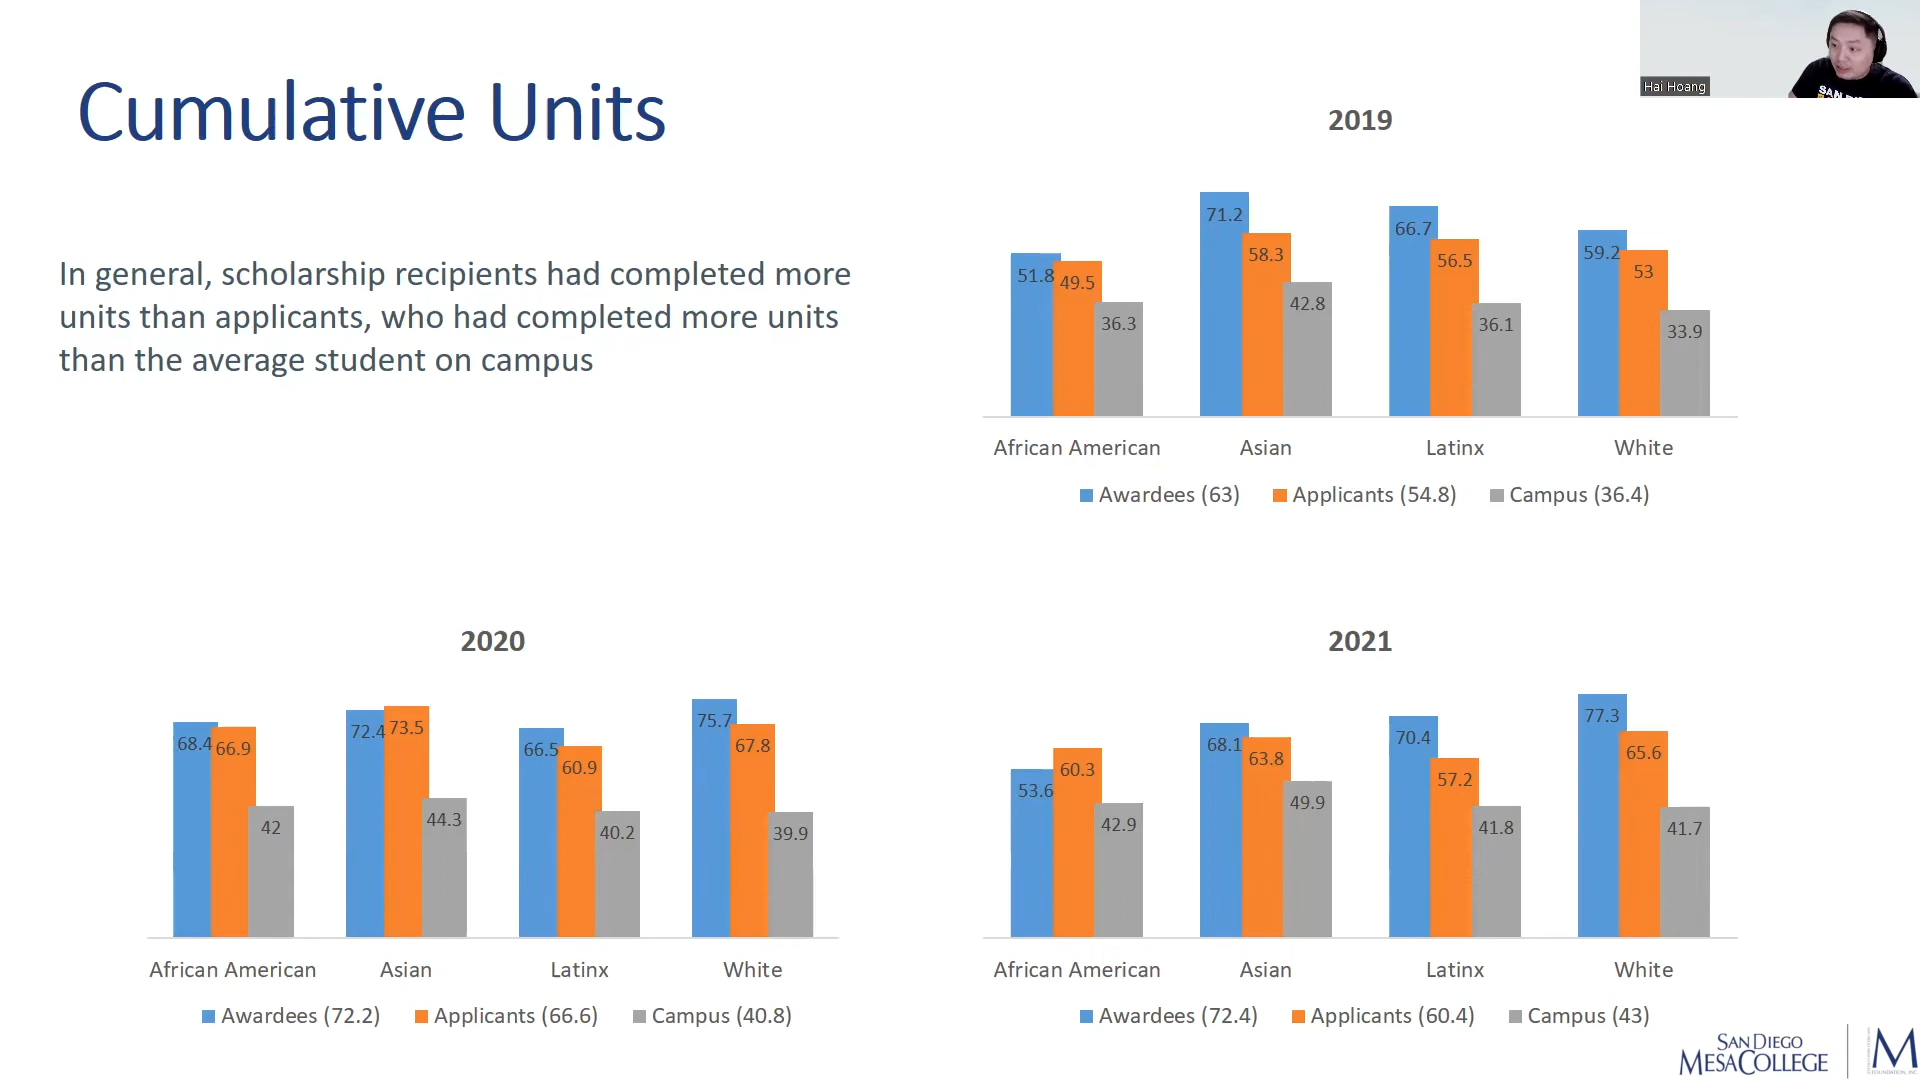 Cumulative Units
In general, scholarship recipients had completed more
units than applicants, who had completed more units
than the average student on campus
Hai Hoang
2019
51.8 49.5 36.3
71.2 58.3 42.8
66.7 56.5 36.1
59.2 53 33.9
African American Asian Latinx White
Awardees (63) Applicants (54.8) Campus (36.4)
2020
68.4 66.9 42
72.4 73.5 44.3
66.5 60.9 40.2
75.7 67.8 39.9
African American Asian Latinx White
Awardees (72.2) Applicants (66.6) Campus (40.8)
2021
53.6 60.3 42.9
68.1 63.8 49.9
70.4 57.2 41.8
77.3 65.6 41.7
African American Asian Latinx White
Awardees (72.4) Applicants (60.4) Campus (43)
SAN DIEGO
MESA COLLEGE
M